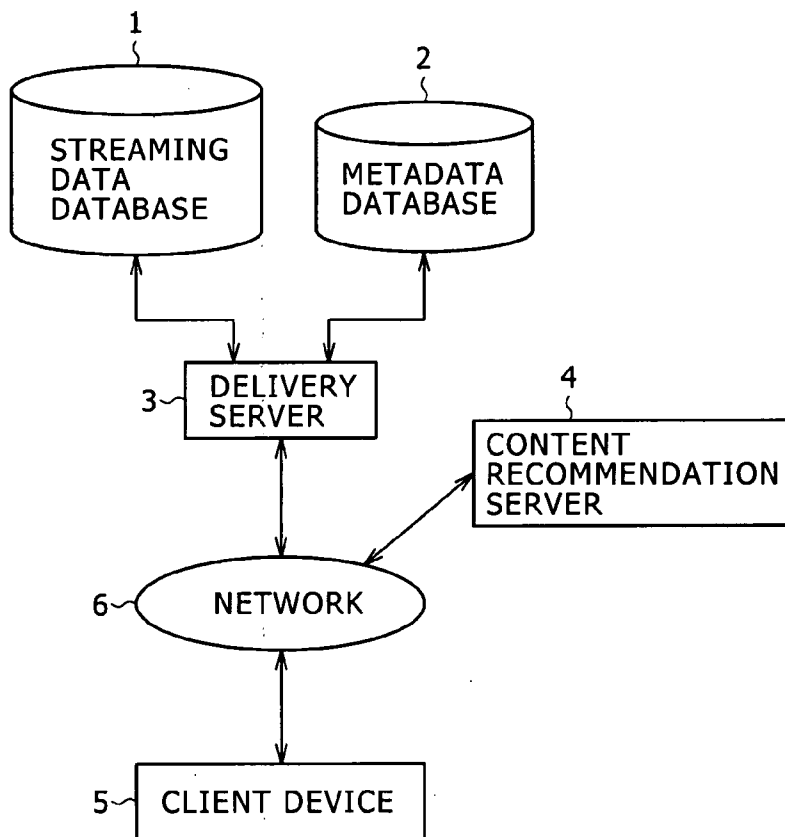 1
2
STREAMING
DATA
DATABASE
METADATA
DATABASE
3
DELIVERY
SERVER
4
CONTENT
RECOMMENDATION
SERVER
6
NETWORK
5
CLIENT DEVICE